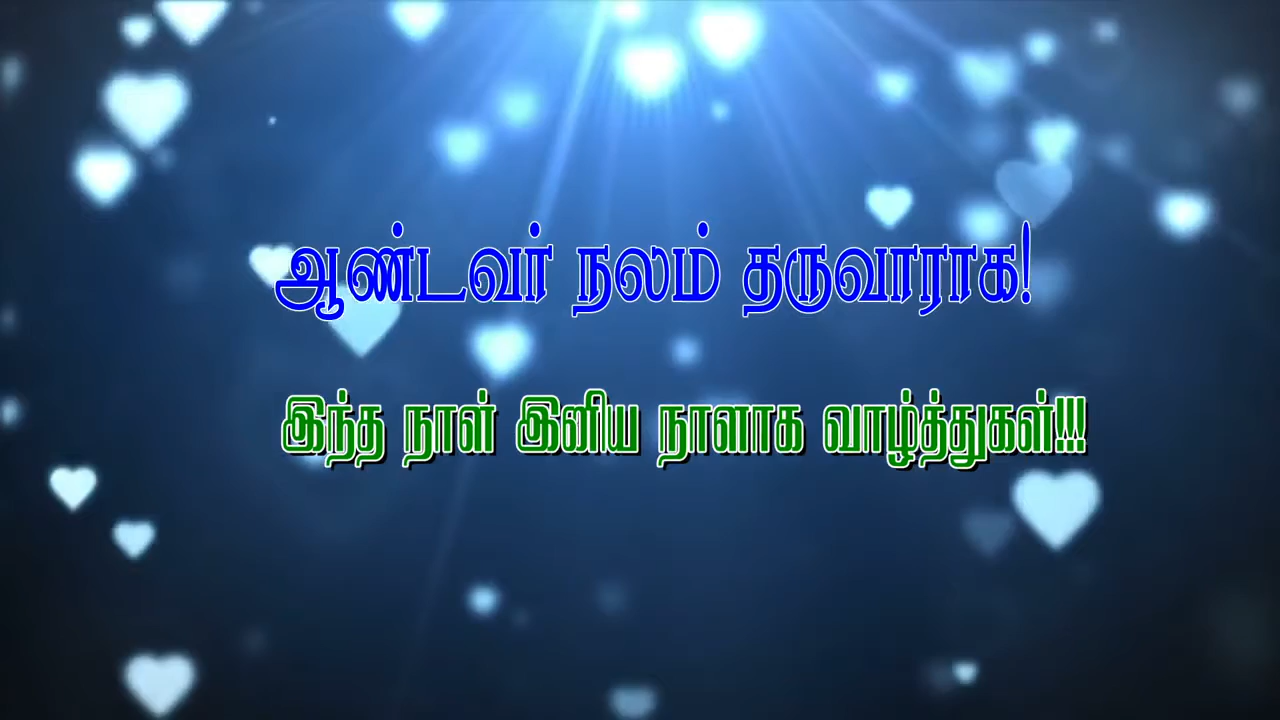 ஆண்டவர் நலம் தருவாராக!
இந்த நாள் இனிய நாளாக வாழ்த்துகள்!!!